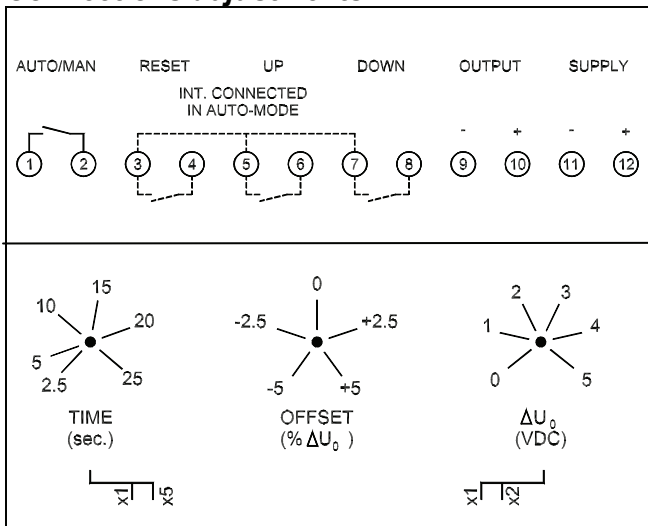 AUTO/MAN RESET UP DOWN OUTPUT SUPPLY
INT. CONNECTED
IN AUTO-MODE
- + - +
1 2 3 4 5 6 7 8 9 10 11 12
10 15 20 5 2.5 25
TIME
(sec.)
x1 x5
0
-2.5 +2.5
-5 +5
OFFSET
(% ΔU₀ )
2 3
1 4
0 5
ΔU₀
(VDC)
x1 x2